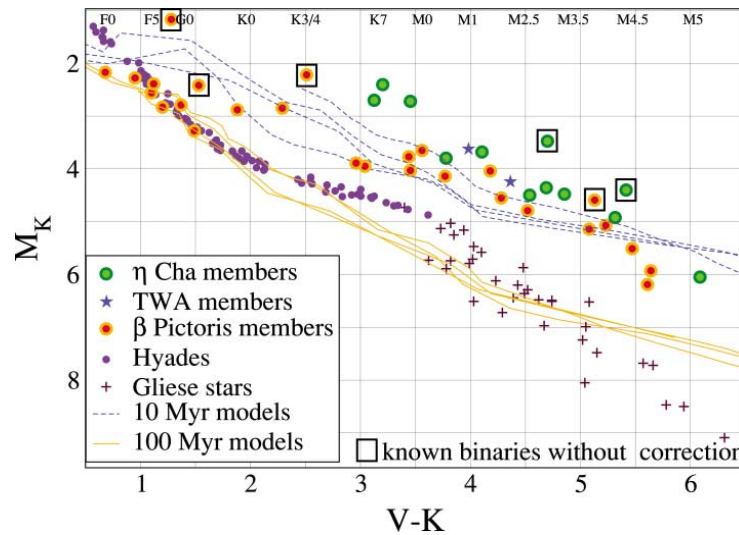 F0 F5 G0 K0 K3/4 K7 M0 M1 M2.5 M3.5 M4.5 M5
2
4
6
8
M_K
η Cha members
TWA members
β Pictoris members
Hyades
Gliese stars
10 Myr models
100 Myr models
known binaries without correction
1 2 3 4 5 6
V-K